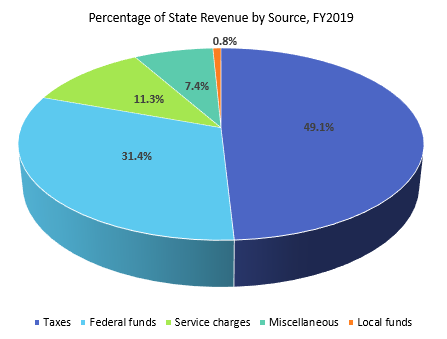 Percentage of State Revenue by Source, FY2019
0.8%
7.4%
11.3%
49.1%
31.4%
Taxes Federal funds Service charges Miscellaneous Local funds